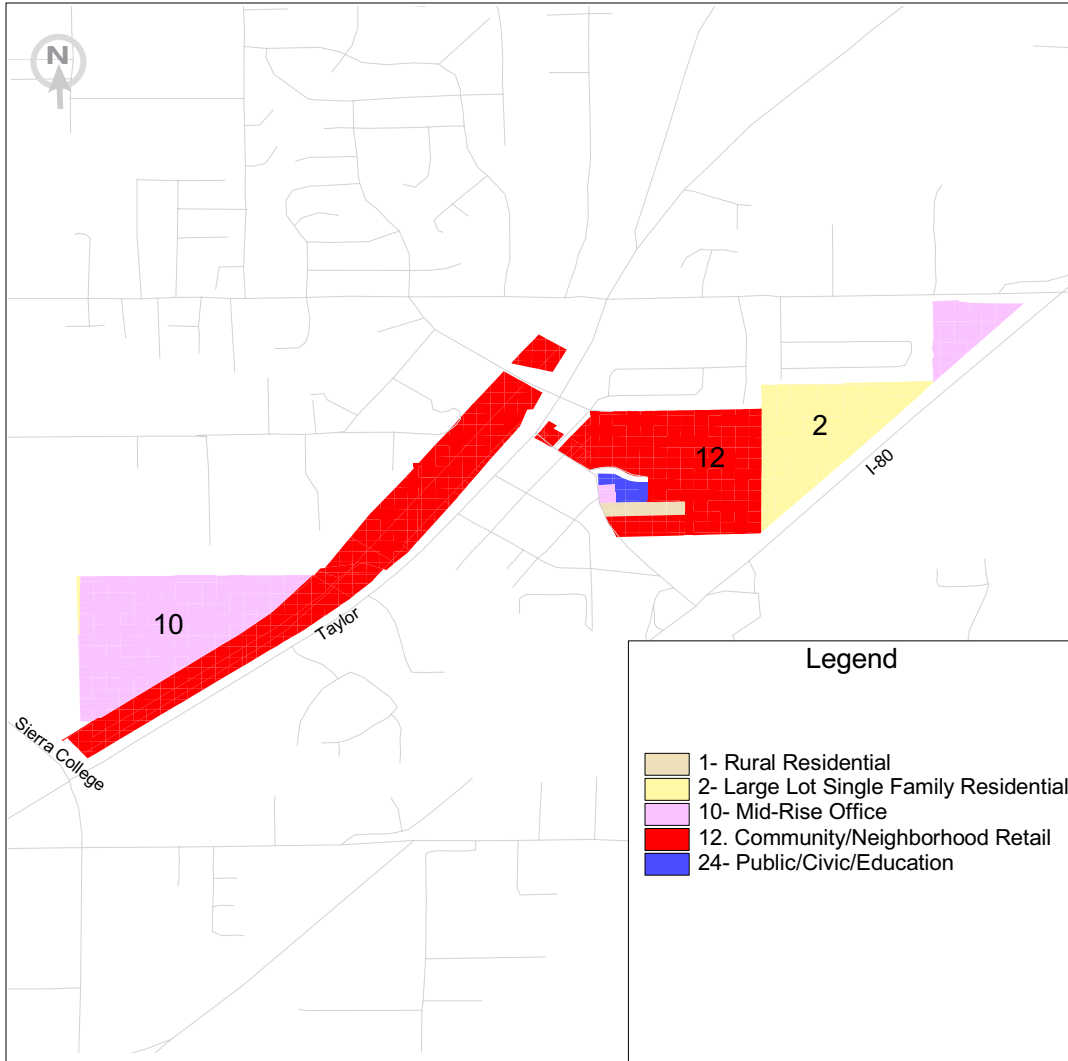 N
2
12
I-80
10
Taylor
Sierra College
Legend
1- Rural Residential
2- Large Lot Single Family Residential
10- Mid-Rise Office
12. Community/Neighborhood Retail
24- Public/Civic/Education